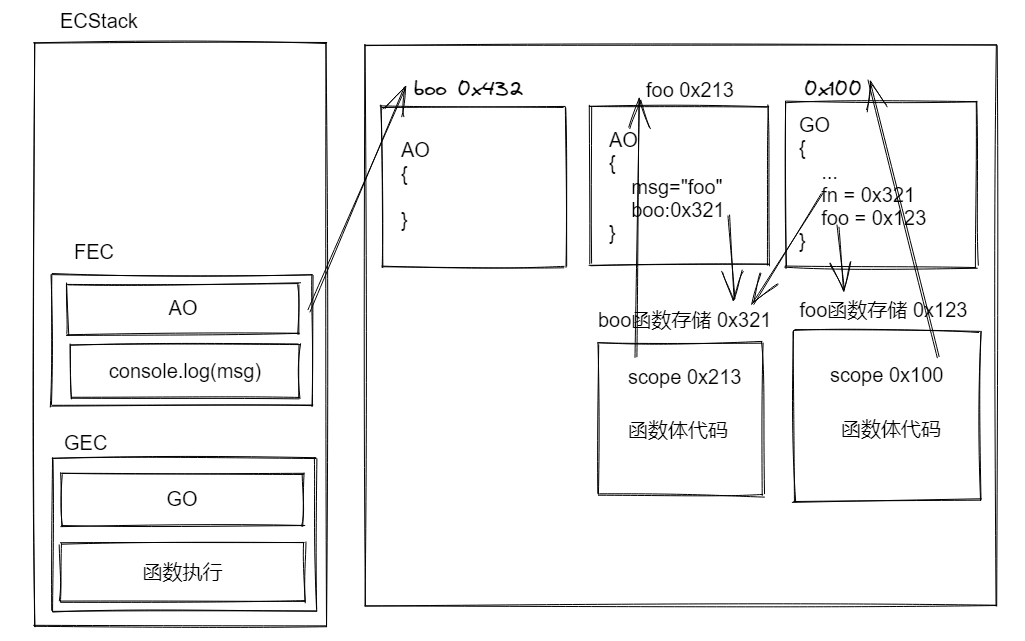 ECStack
FEC
AO
console.log(msg)
GEC
GO
函数执行
boo 0x432
AO
{
}
foo 0x213
AO
{
msg="foo"
boo:0x321
}
0x100
GO
{
...
fn = 0x321
foo = 0x123
}
boo函数存储 0x321
scope 0x213
函数体代码
foo函数存储 0x123
scope 0x100
函数体代码